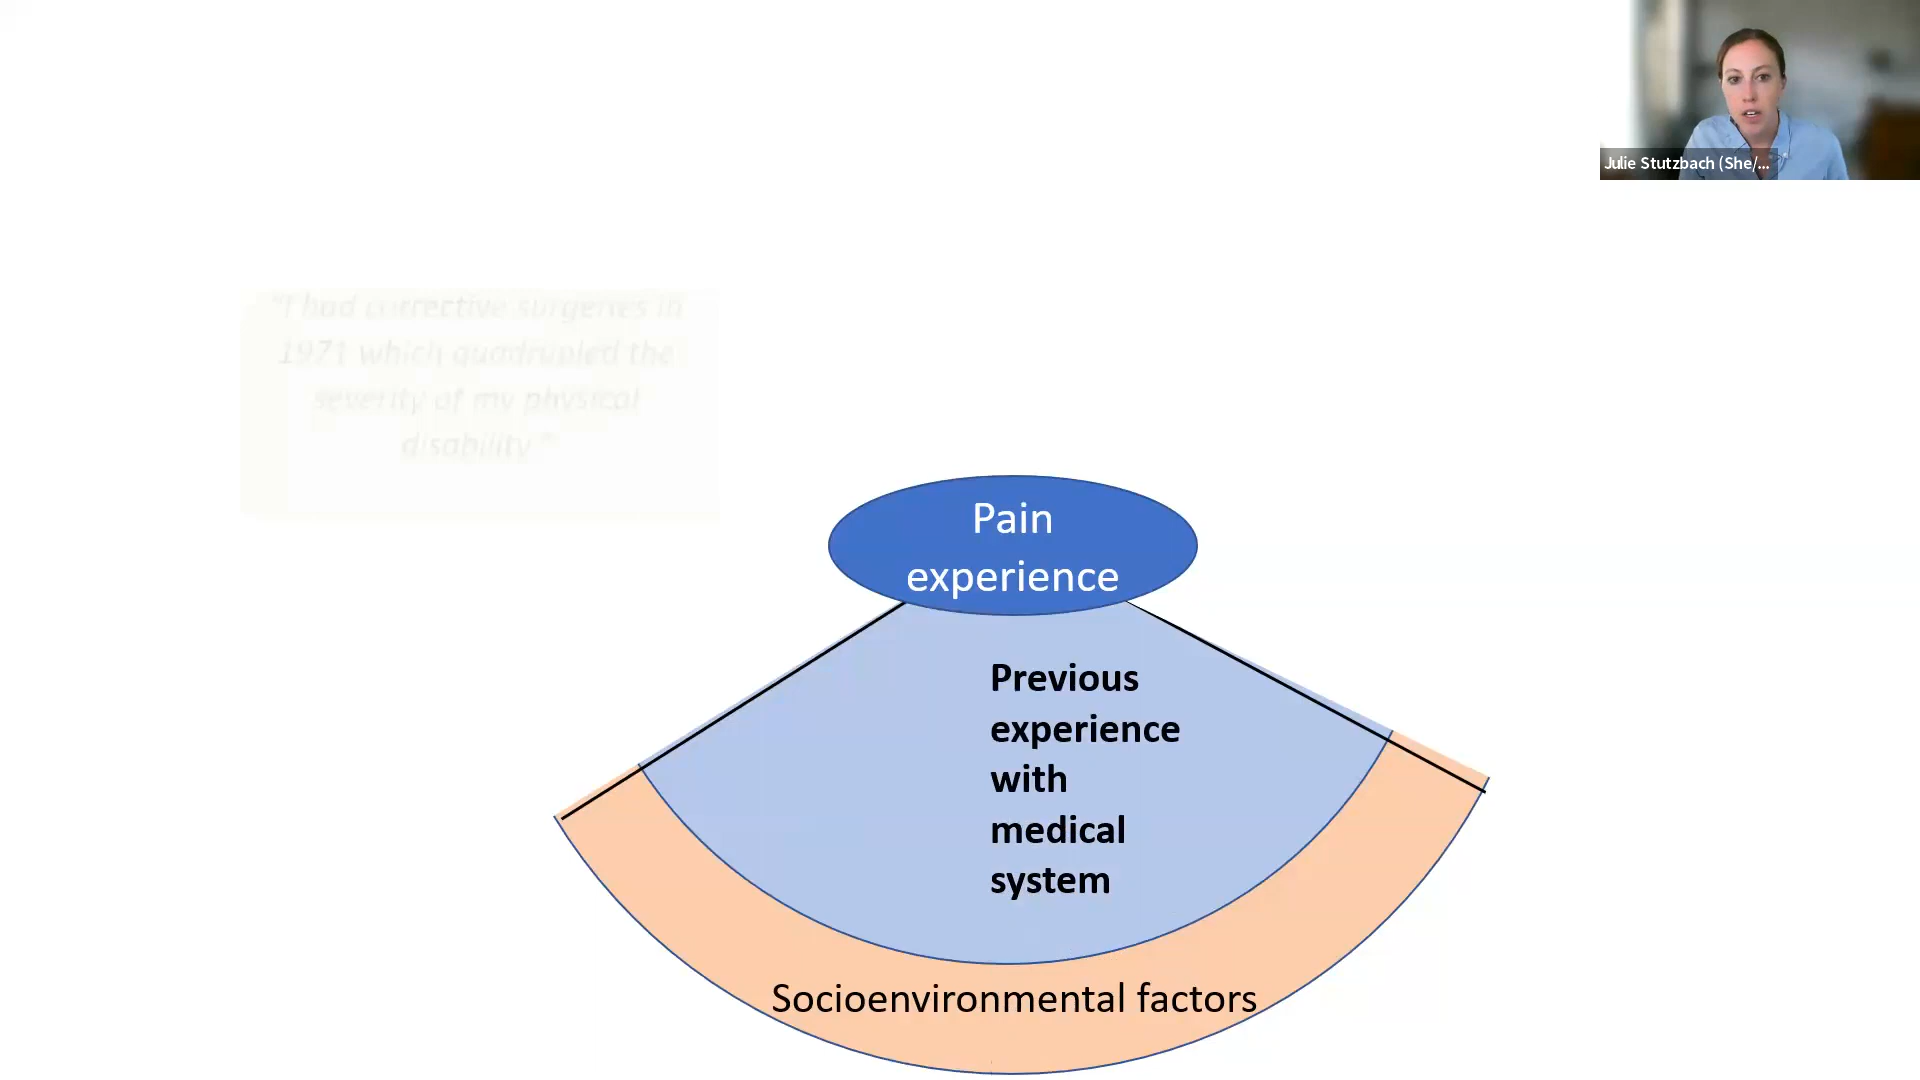 Julie Stutzbach (She/...
"I had corrective surgeries in
1971 which quadrupled the
severity of my physical
disability."
Pain
experience
Previous
experience
with
medical
system
Socioenvironmental factors